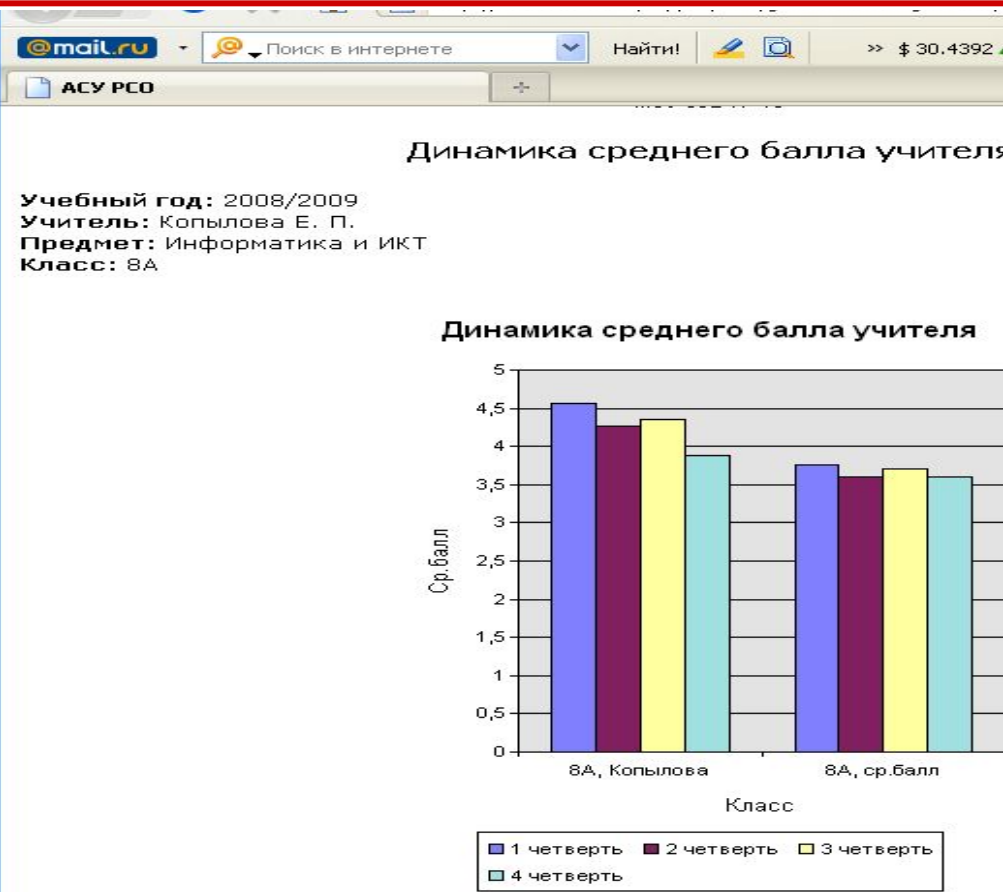 @mail.ru Поиск в интернете Найти! » $ 30.4392
АСУ РСО
Динамика среднего балла учителя
Учебный год: 2008/2009
Учитель: Копылова Е. П.
Предмет: Информатика и ИКТ
Класс: 8А
Динамика среднего балла учителя
5
4,5
4
3,5
3
2,5
2
1,5
1
0,5
0
Ср.балл
8А, Копылова 8А, ср.балл
Класс
1 четверть 2 четверть 3 четверть
4 четверть